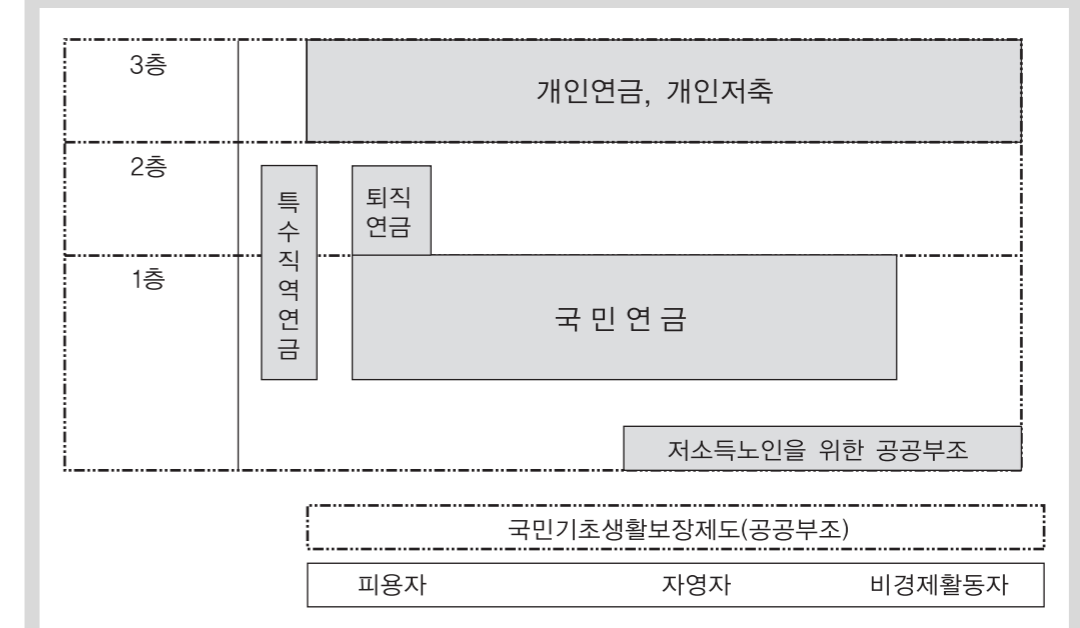 3층
개인연금, 개인저축
2층
특
수
직
역
연
금
퇴직
연금
1층
국 민 연 금
저소득노인을 위한 공공부조
국민기초생활보장제도(공공부조)
피용자 자영자 비경제활동자